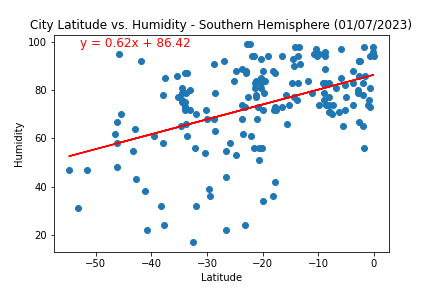 City Latitude vs. Humidity - Southern Hemisphere (01/07/2023)
y = 0.62x + 86.42
100
80
60
40
20
Humidity
−50
−40
−30
−20
−10
0
Latitude